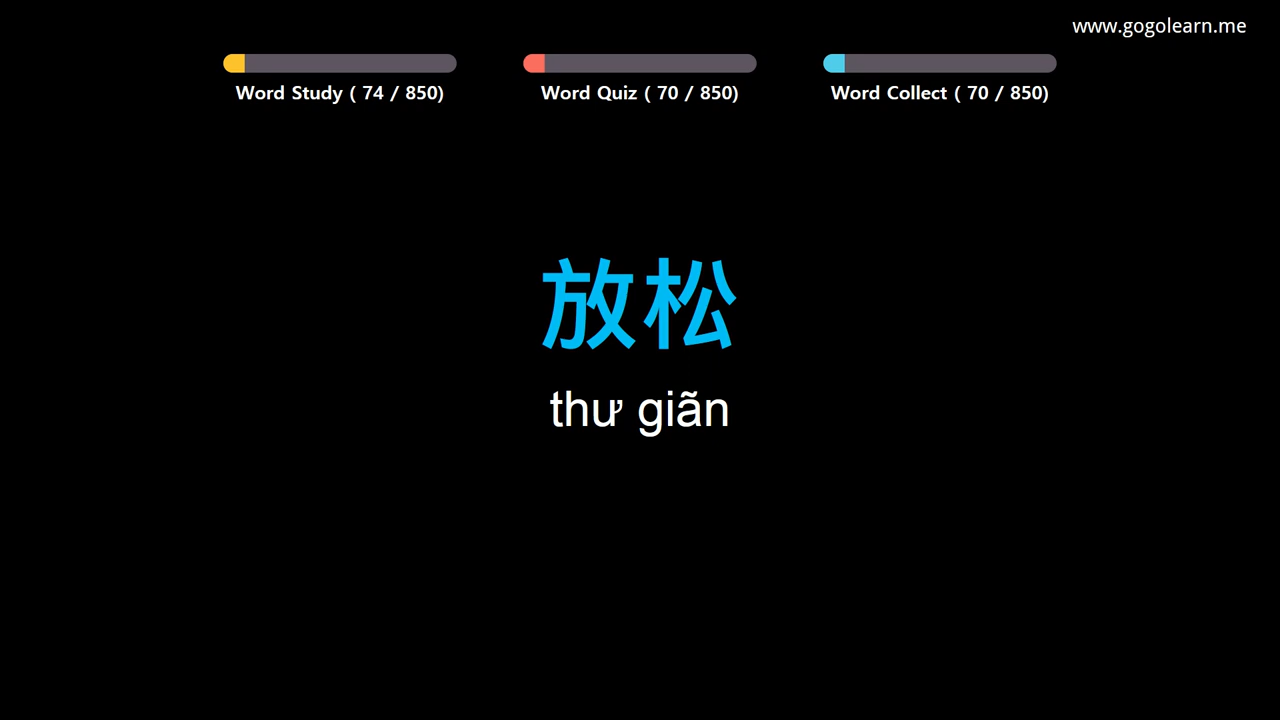 www.gogolearn.me
Word Study ( 74 / 850)
Word Quiz ( 70 / 850)
Word Collect ( 70 / 850)
放松
thư giãn